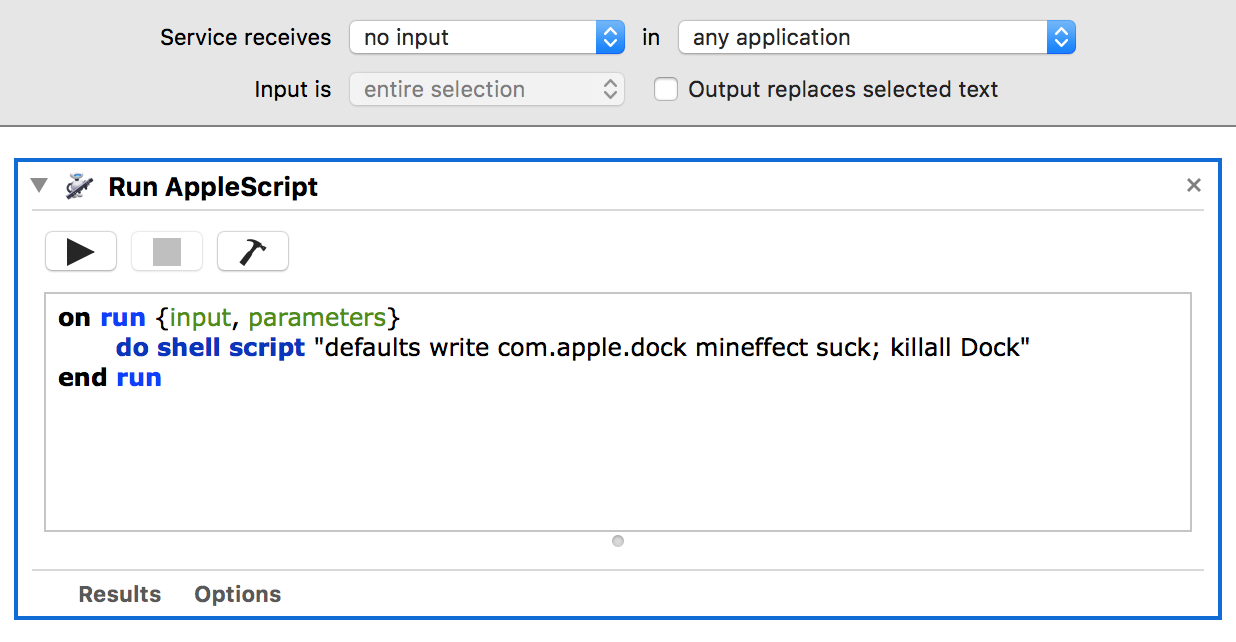 Service receives no input in any application
Input is entire selection Output replaces selected text
Run AppleScript
on run {input, parameters}
do shell script "defaults write com.apple.dock mineffect suck; killall Dock"
end run
Results Options